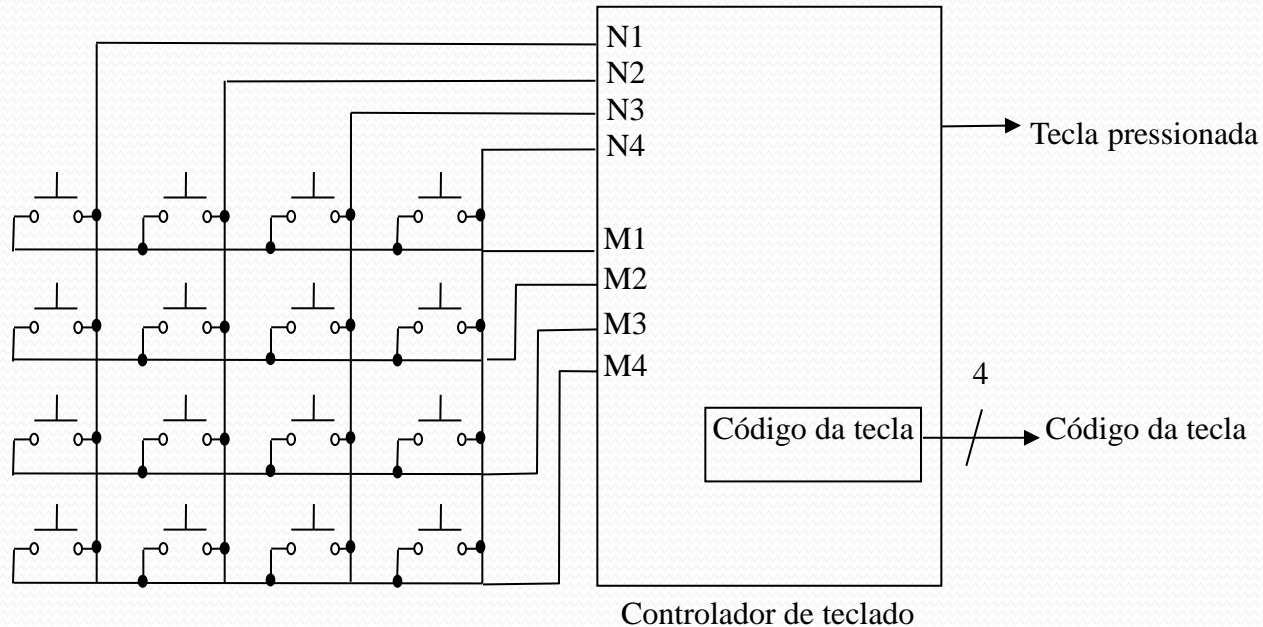 N1
N2
N3
N4
Tecla pressionada
M1
M2
M3
M4
4
Código da tecla
Código da tecla
Controlador de teclado